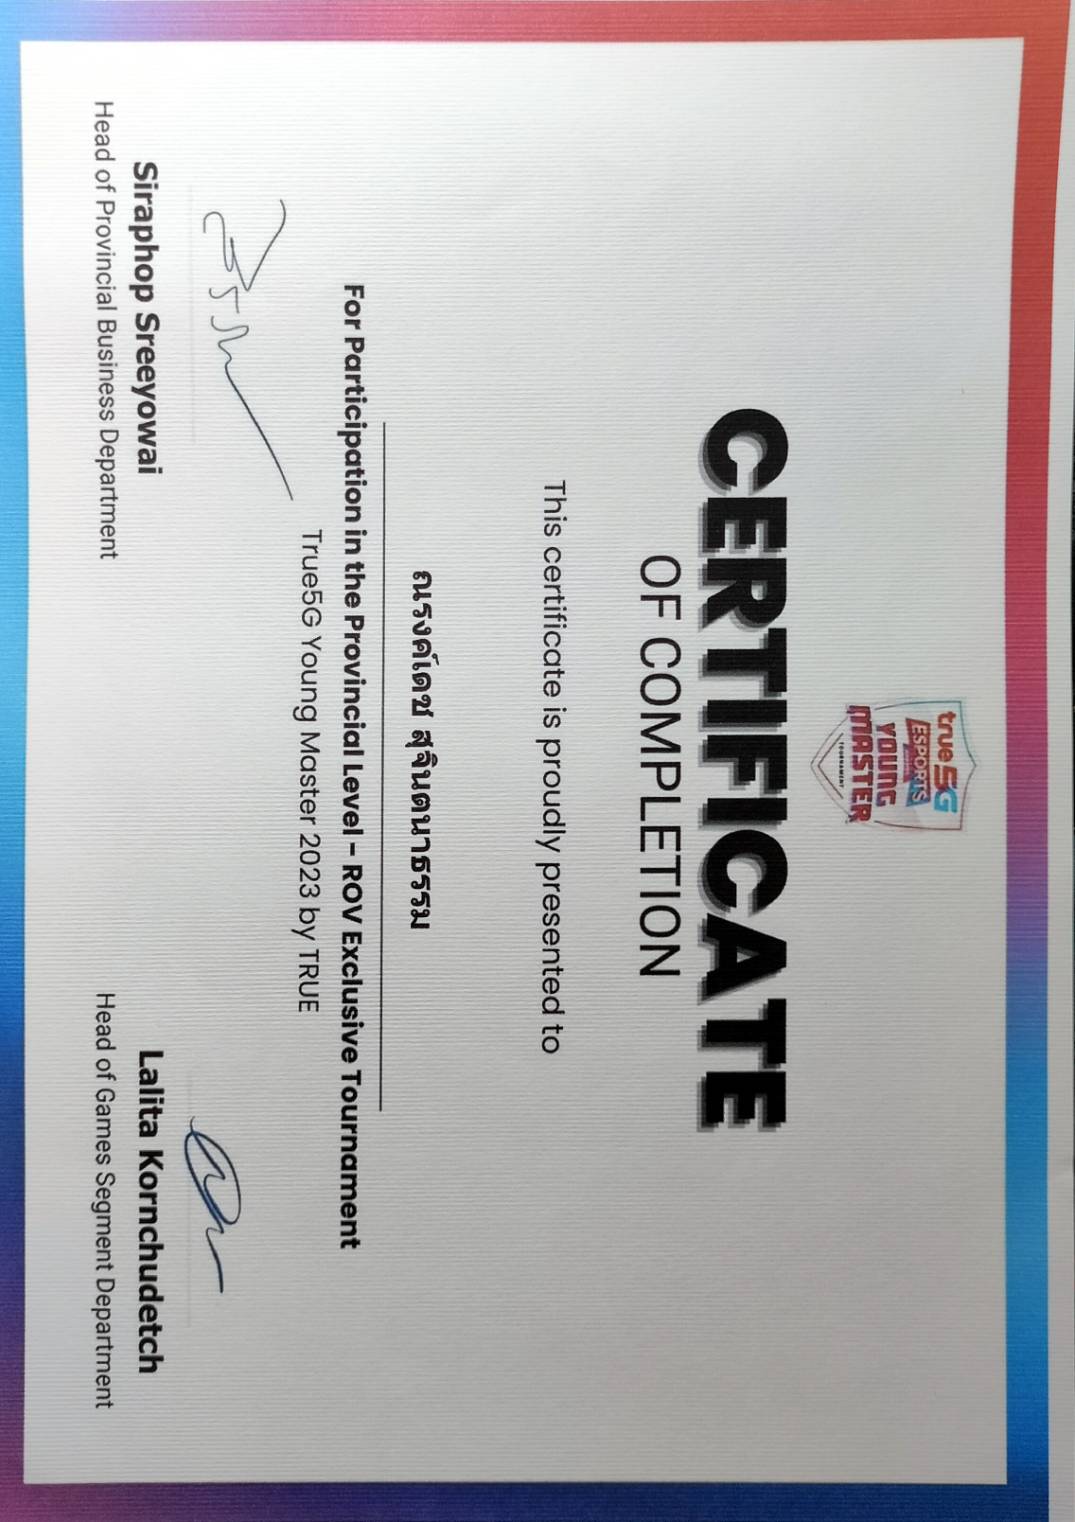 true 5G
ESPORTS
YOUNG
MASTER
TOURNAMENT
CERTIFICATE
OF COMPLETION
This certificate is proudly presented to
ณรงค์เดช สุจินตนาธรรม
For Participation in the Provincial Level - ROV Exclusive Tournament
True5G Young Master 2023 by TRUE
Siraphop Sreeyowai
Head of Provincial Business Department
Lalita Kornchudetch
Head of Games Segment Department